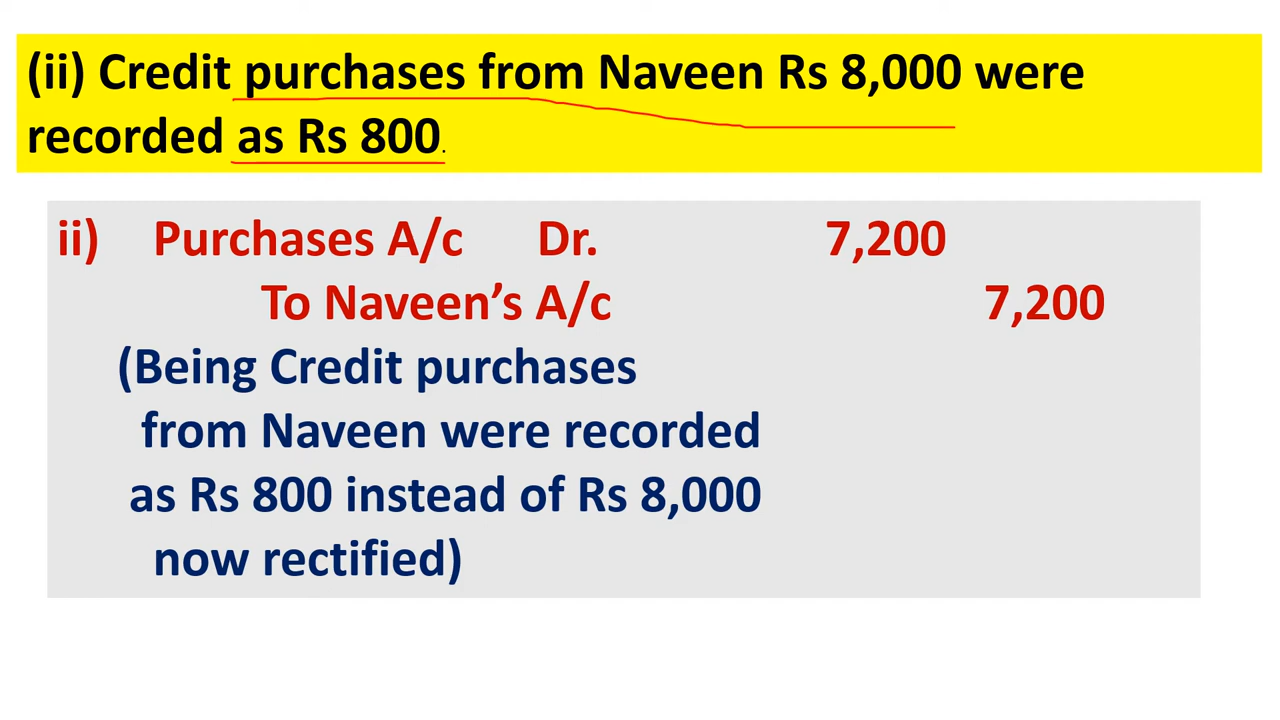 (ii) Credit purchases from Naveen Rs 8,000 were
recorded as Rs 800.
ii) Purchases A/c Dr. 7,200
To Naveen’s A/c 7,200
(Being Credit purchases
from Naveen were recorded
as Rs 800 instead of Rs 8,000
now rectified)